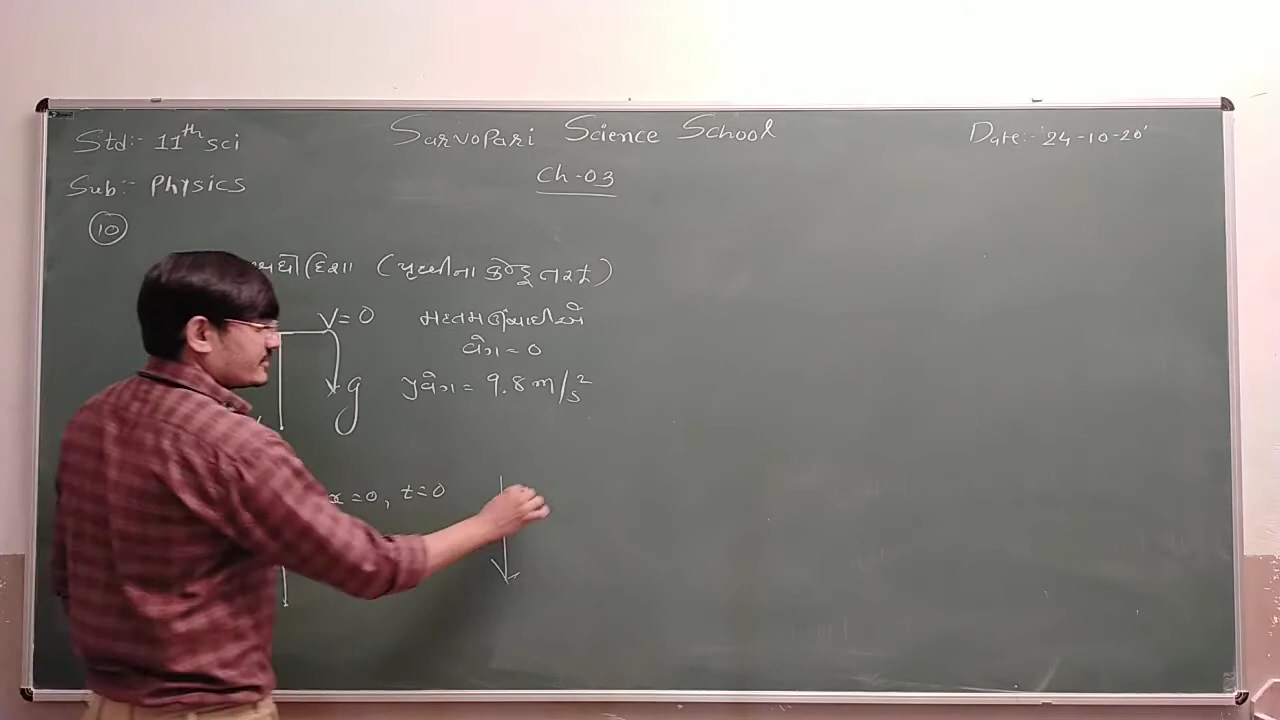 Std:- 11th sci
Sarvopari Science School
Date:- 24-10-20
Sub:- Physics
Ch-03
10
દિશા (પૃથ્વીના કેન્દ્ર તરફ)
V=0
મહત્તમ ઊંચાઈએ
વેગ = 0
g
પ્રવેગ = 9.8 m/s²
x=0, t=0